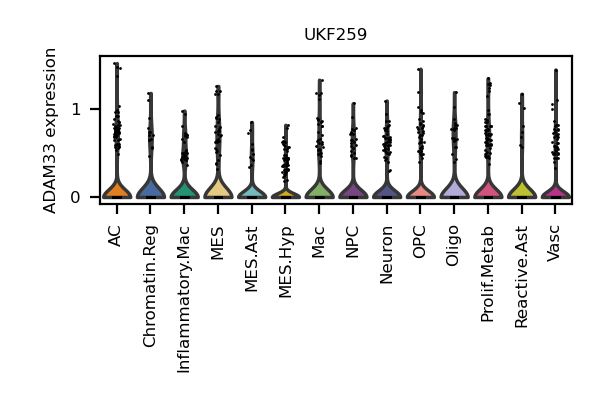 UKF259
ADAM33 expression
1
0
AC
Chromatin.Reg
Inflammatory.Mac
MES
MES.Ast
MES.Hyp
Mac
NPC
Neuron
OPC
Oligo
Prolif.Metab
Reactive.Ast
Vasc